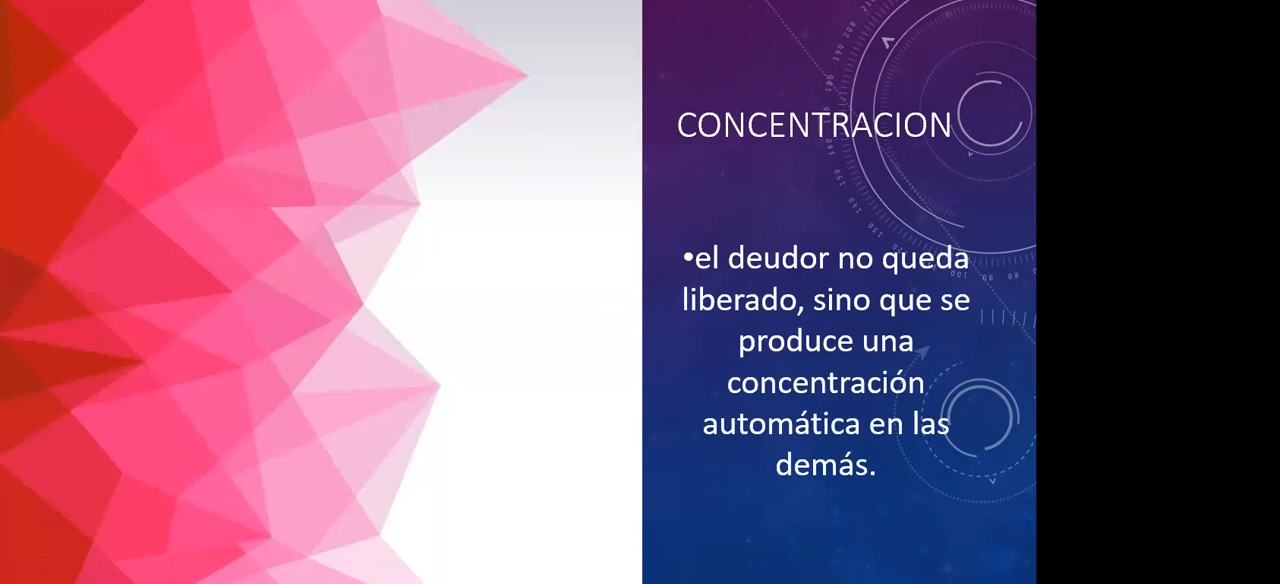 CONCENTRACION
•el deudor no queda
liberado, sino que se
produce una
concentración
automática en las
demás.